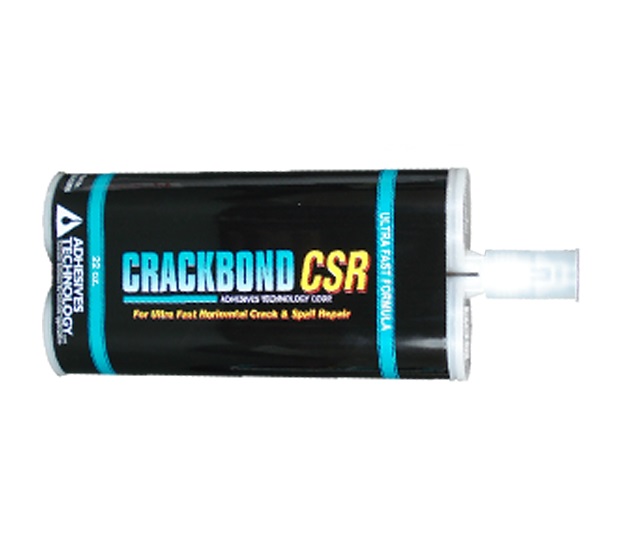 ADHESIVES
TECHNOLOGY
22 oz.
CRACKBOND CSR
ADHESIVES TECHNOLOGY CORP.
For Ultra Fast Horizontal Crack & Spall Repair
ULTRA FAST FORMULA